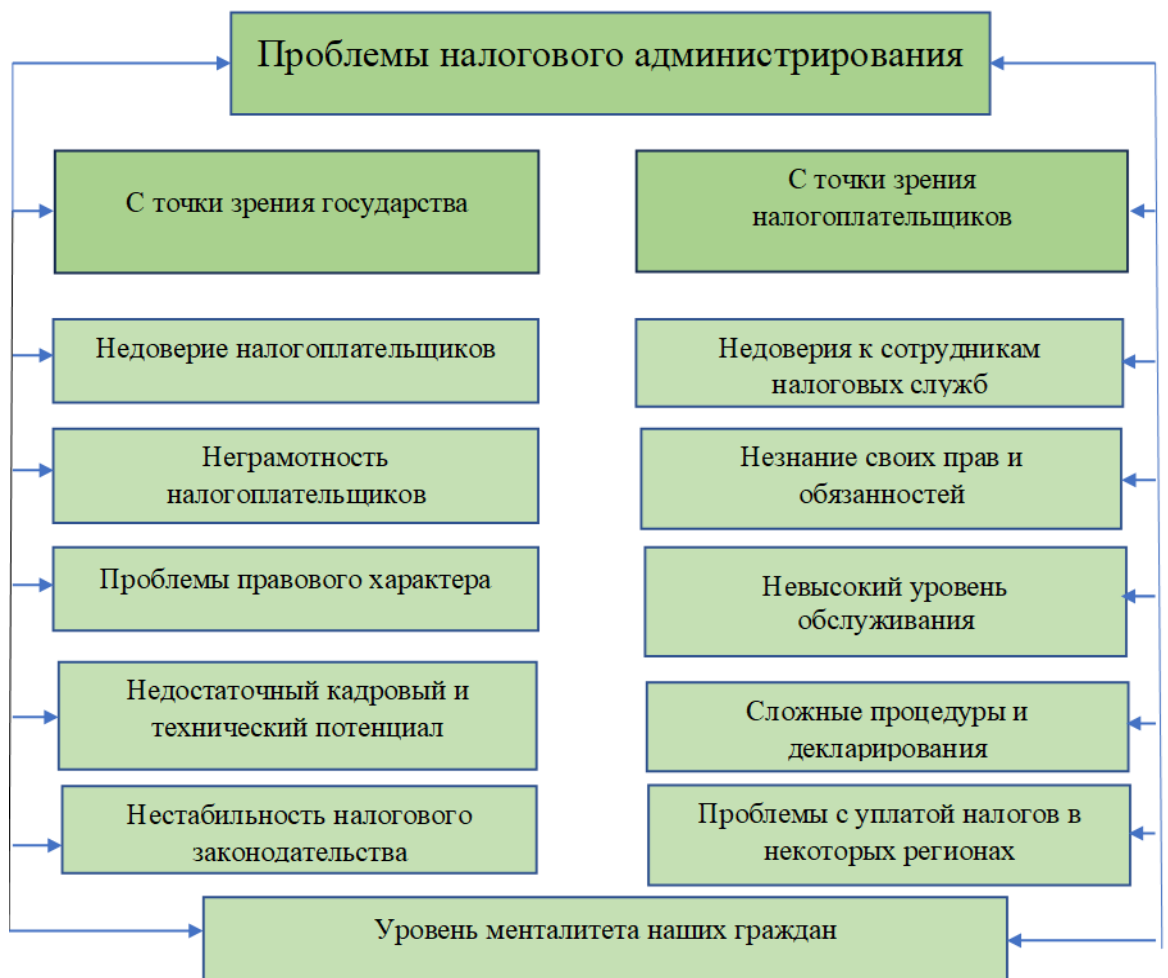 Проблемы налогового администрирования
С точки зрения государства
С точки зрения
налогоплательщиков
Недоверие налогоплательщиков
Недоверия к сотрудникам
налоговых служб
Неграмотность
налогоплательщиков
Незнание своих прав и
обязанностей
Проблемы правового характера
Невысокий уровень
обслуживания
Недостаточный кадровый и
технический потенциал
Сложные процедуры и
декларирования
Нестабильность налогового
законодательства
Проблемы с уплатой налогов в
некоторых регионах
Уровень менталитета наших граждан